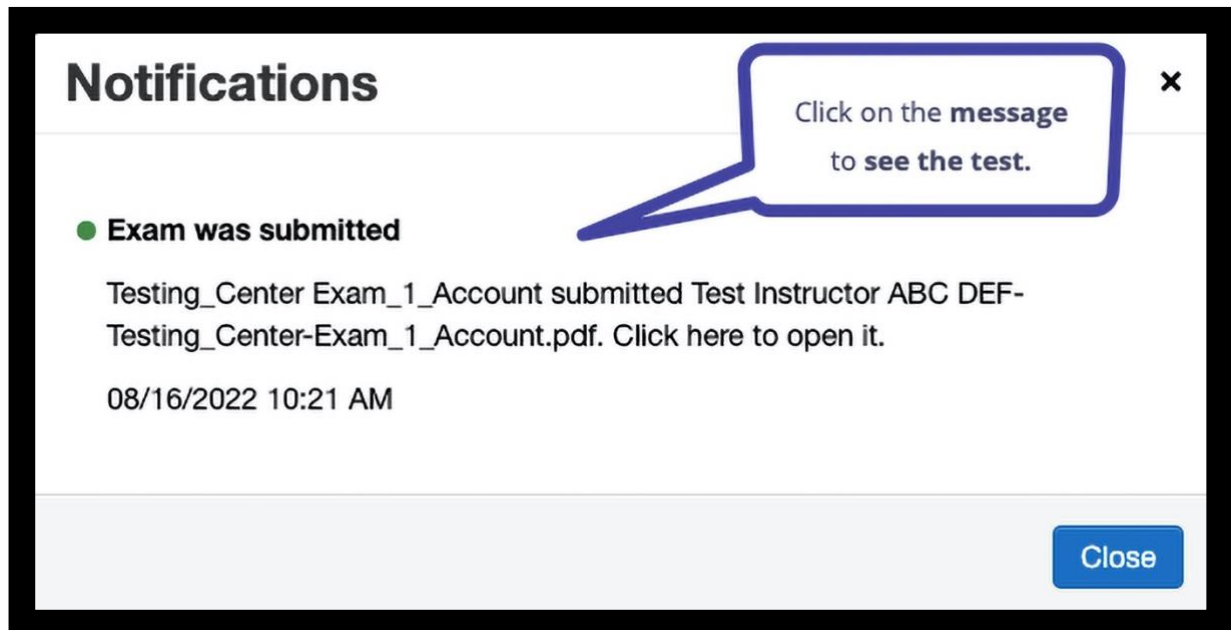 Notifications
×
Click on the message
to see the test.
Exam was submitted
Testing_Center Exam_1_Account submitted Test Instructor ABC DEF-
Testing_Center-Exam_1_Account.pdf. Click here to open it.
08/16/2022 10:21 AM
Close